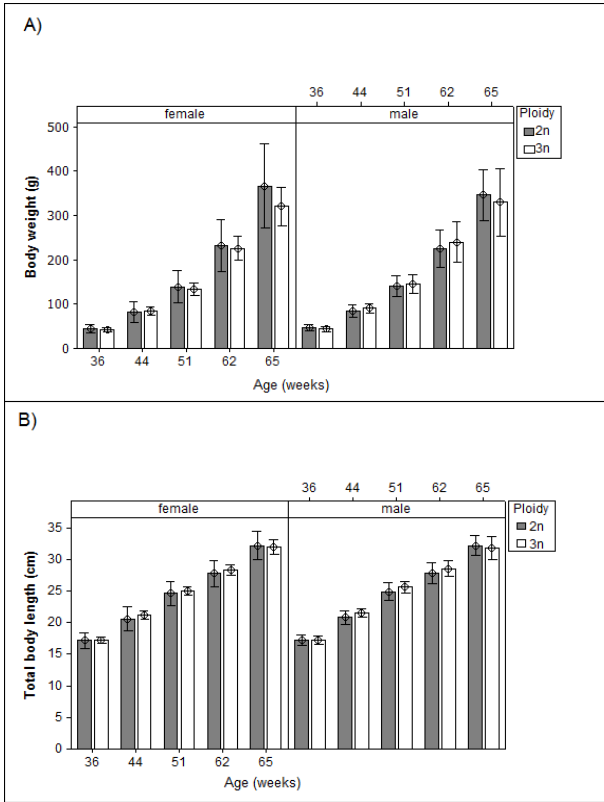 A)
36 44 51 62 65
female male
Ploidy
2n
3n
500
400
300
200
100
0
Body weight (g)
36 44 51 62 65
Age (weeks)
B)
36 44 51 62 65
female male
Ploidy
2n
3n
35
30
25
20
15
10
5
0
Total body length (cm)
36 44 51 62 65
Age (weeks)